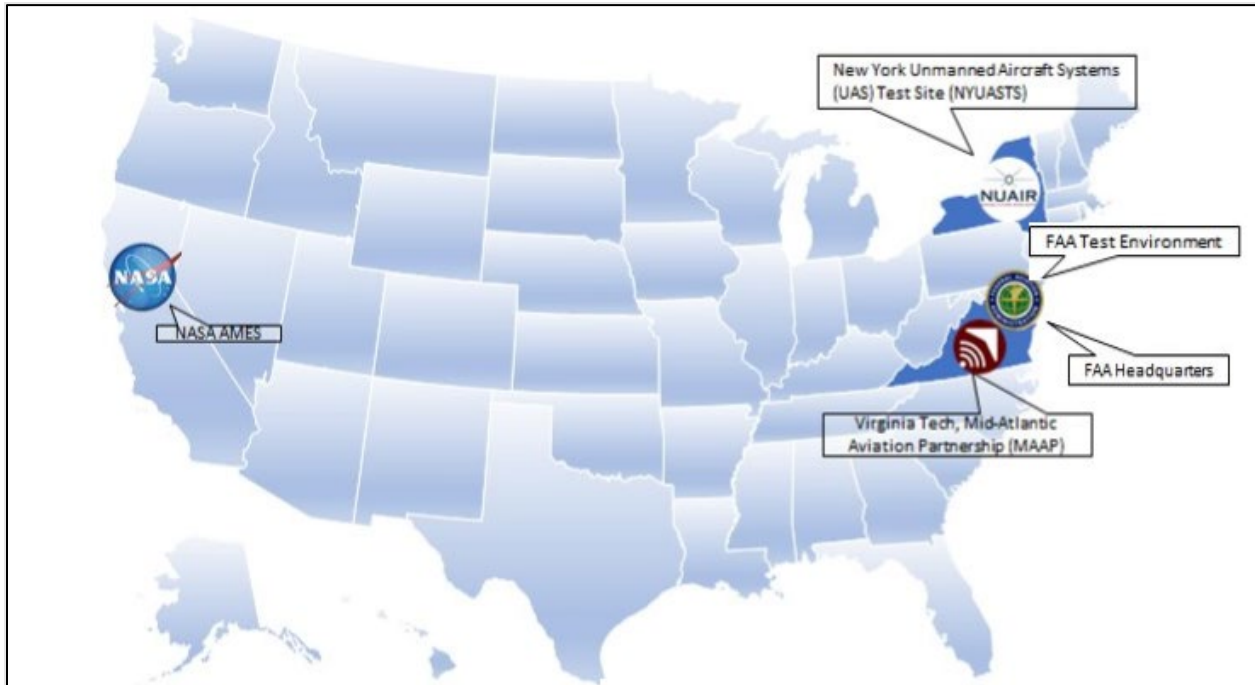 New York Unmanned Aircraft Systems
(UAS) Test Site (NYUASTS)
NUAIR
FAA Test Environment
NASA
NASA AMES
FAA Headquarters
Virginia Tech, Mid-Atlantic
Aviation Partnership (MAAP)